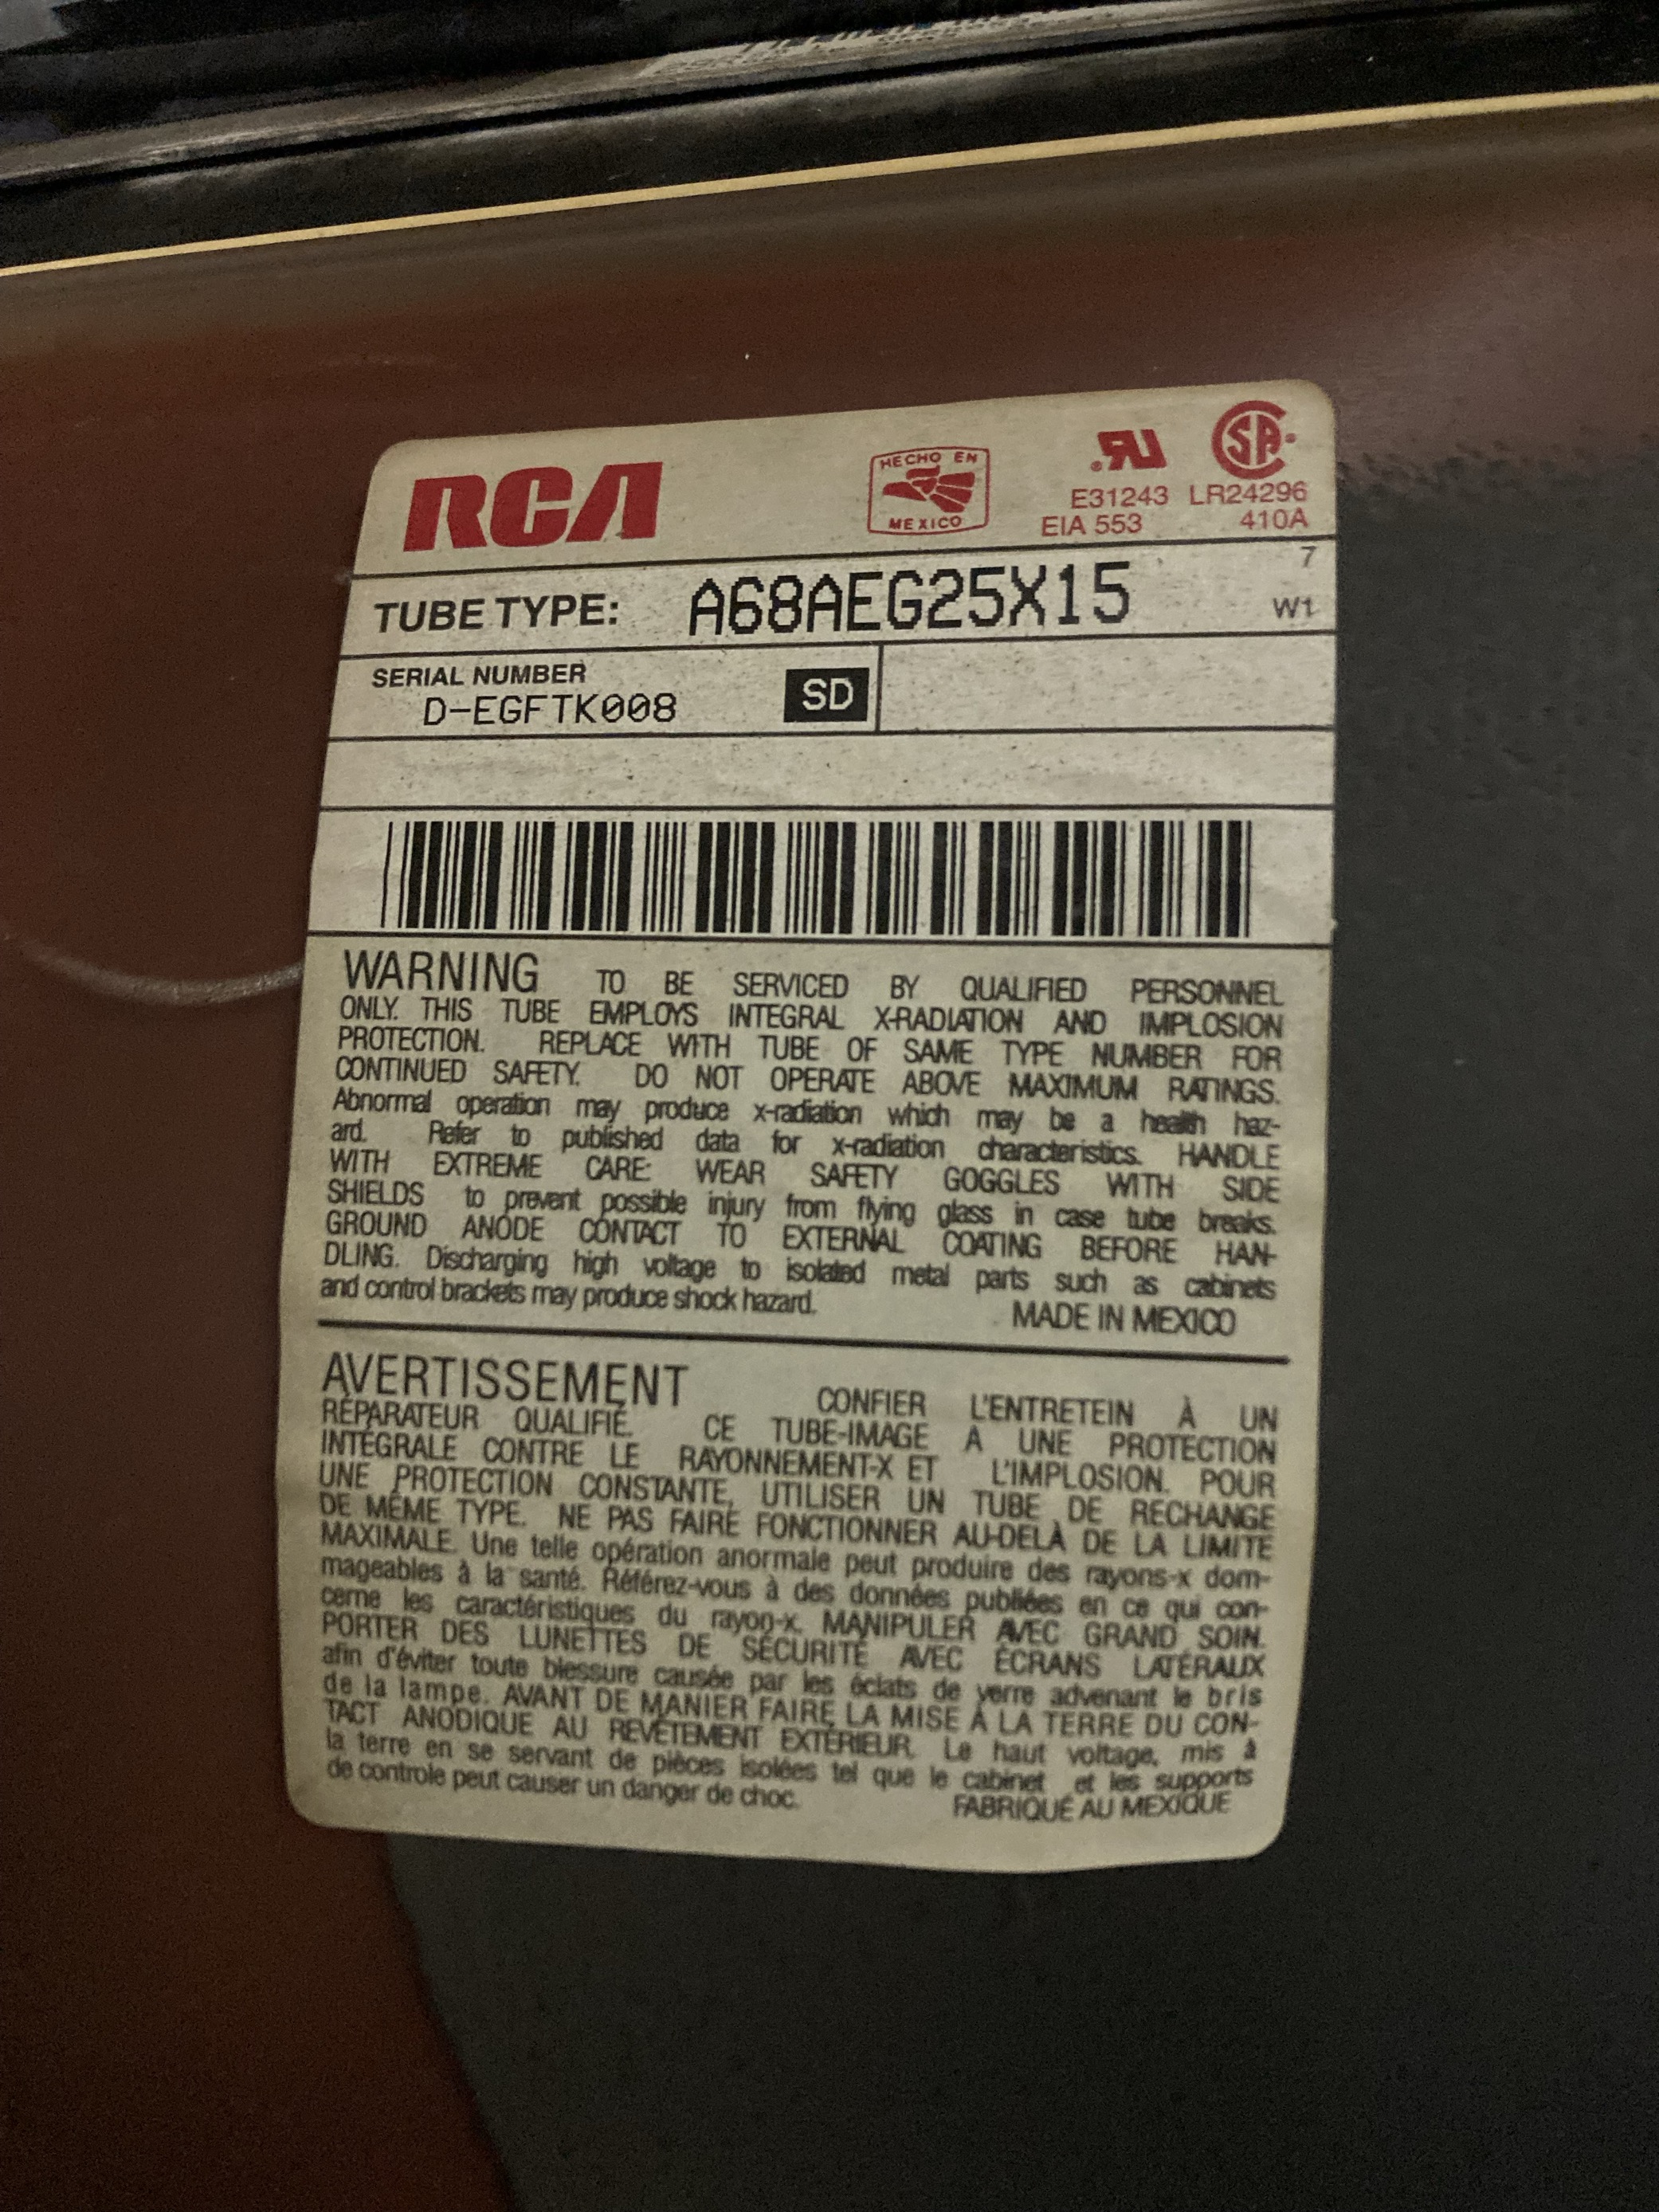 RCA
HECHO EN
MEXICO
RU
SA
E31243 LR24296
EIA 553 410A
7
TUBE TYPE: A68AEG25X15 W1
SERIAL NUMBER
D-EGFTK008 SD
WARNING TO BE SERVICED BY QUALIFIED PERSONNEL
ONLY. THIS TUBE EMPLOYS INTEGRAL X-RADIATION AND IMPLOSION
PROTECTION. REPLACE WITH TUBE OF SAME TYPE NUMBER FOR
CONTINUED SAFETY. DO NOT OPERATE ABOVE MAXIMUM RATINGS.
Abnormal operation may produce x-radiation which may be a health haz-
ard. Refer to published data for x-radiation characteristics. HANDLE
WITH EXTREME CARE: WEAR SAFETY GOGGLES WITH SIDE
SHIELDS to prevent possible injury from flying glass in case tube breaks.
GROUND ANODE CONTACT TO EXTERNAL COATING BEFORE HAN-
DLING. Discharging high voltage to isolated metal parts such as cabinets
and control brackets may produce shock hazard. MADE IN MEXICO
AVERTISSEMENT CONFIER L'ENTRETEIN À UN
RÉPARATEUR QUALIFIÉ. CE TUBE-IMAGE A UNE PROTECTION
INTÉGRALE CONTRE LE RAYONNEMENT-X ET L'IMPLOSION. POUR
UNE PROTECTION CONSTANTE, UTILISER UN TUBE DE RECHANGE
DE MÊME TYPE. NE PAS FAIRE FONCTIONNER AU-DELÀ DE LA LIMITE
MAXIMALE. Une telle opération anormale peut produire des rayons-x dom-
mageables à la santé. Référez-vous à des données publiées en ce qui con-
cerne les caractéristiques du rayon-x. MANIPULER AVEC GRAND SOIN.
PORTER DES LUNETTES DE SÉCURITÉ AVEC ÉCRANS LATÉRAUX
afin d'éviter toute blessure causée par les éclats de verre advenant le bris
de la lampe. AVANT DE MANIER FAIRE LA MISE À LA TERRE DU CON-
TACT ANODIQUE AU REVÊTEMENT EXTÉRIEUR. Le haut voltage, mis à
la terre en se servant de pièces isolées tel que le cabinet et les supports
de controle peut causer un danger de choc. FABRIQUÉ AU MEXIQUE